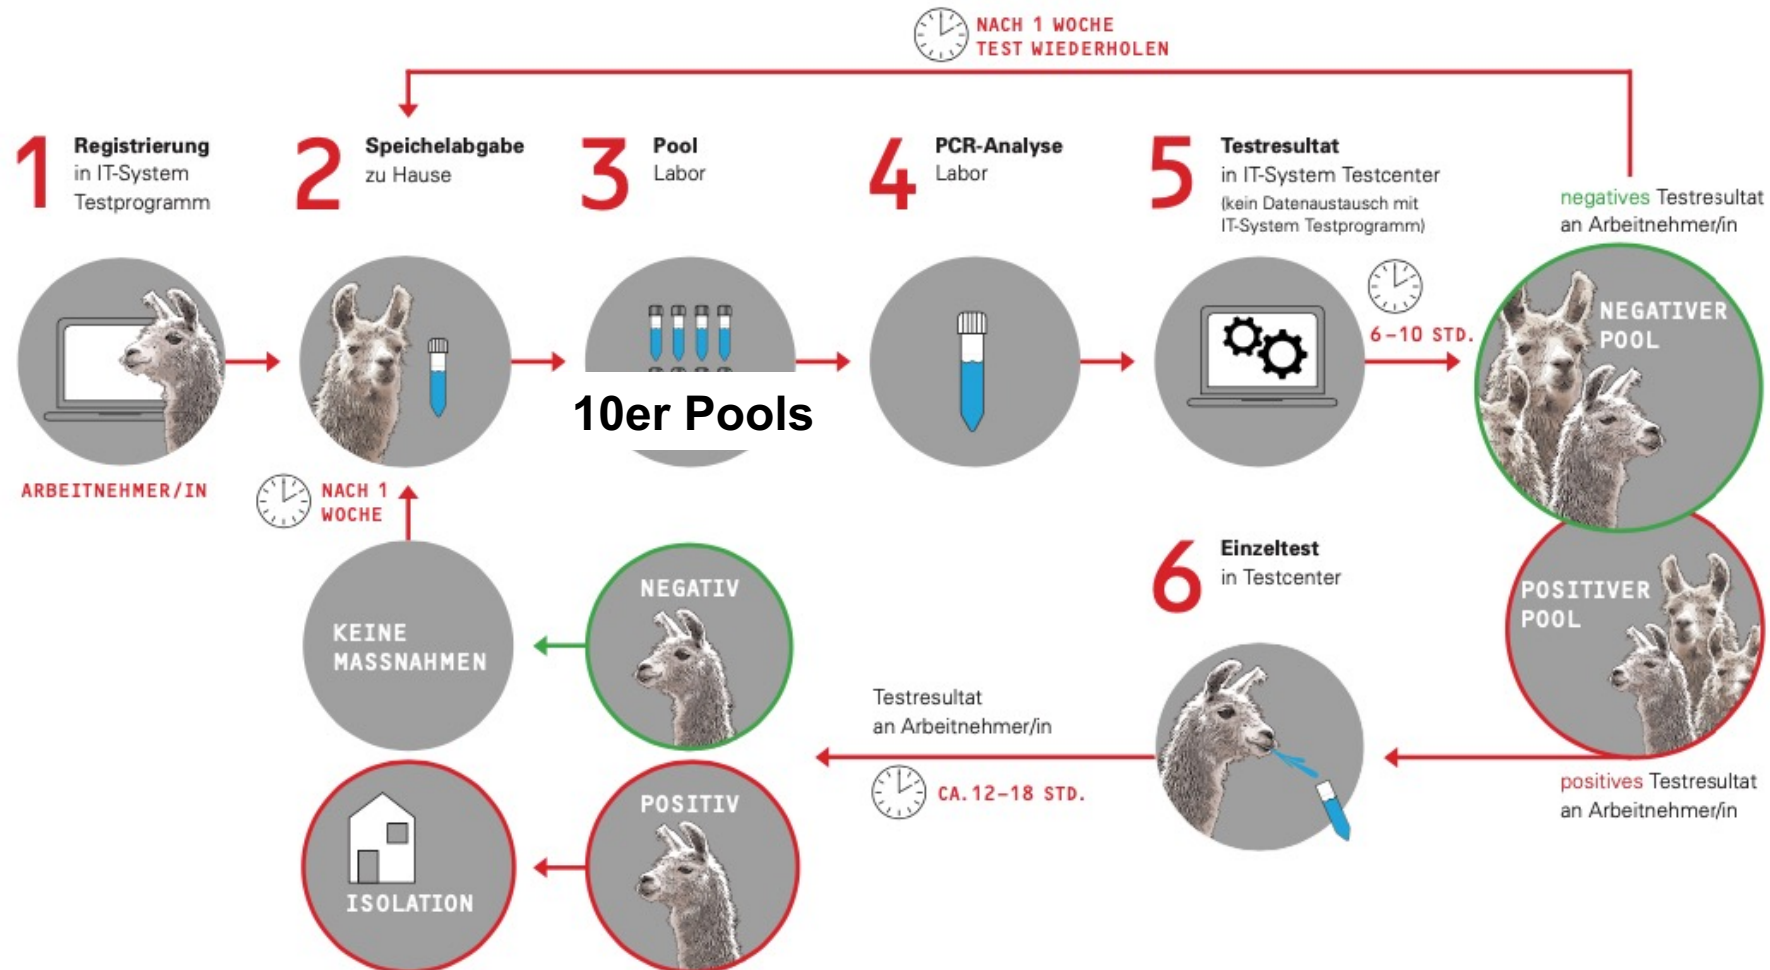 NACH 1 WOCHE
TEST WIEDERHOLEN
1
Registrierung
in IT-System
Testprogramm
2
Speichelabgabe
zu Hause
3
Pool
Labor
4
PCR-Analyse
Labor
5
Testresultat
in IT-System Testcenter
(kein Datenaustausch mit
IT-System Testprogramm)
negatives Testresultat
an Arbeitnehmer/in
6–10 STD.
NEGATIVER
POOL
10er Pools
ARBEITNEHMER/IN
NACH 1
WOCHE
6
Einzeltest
in Testcenter
POSITIVER
POOL
NEGATIV
KEINE
MASSNAHMEN
Testresultat
an Arbeitnehmer/in
CA. 12–18 STD.
positives Testresultat
an Arbeitnehmer/in
POSITIV
ISOLATION